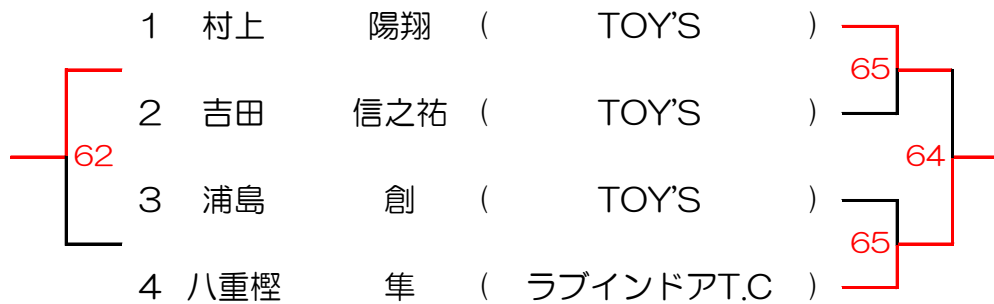 1 村上 陽翔 ( TOY'S )
65
2 吉田 信之祐 ( TOY'S )
62
64
3 浦島 創 ( TOY'S )
65
4 八重樫 隼 ( ラブインドアT.C )